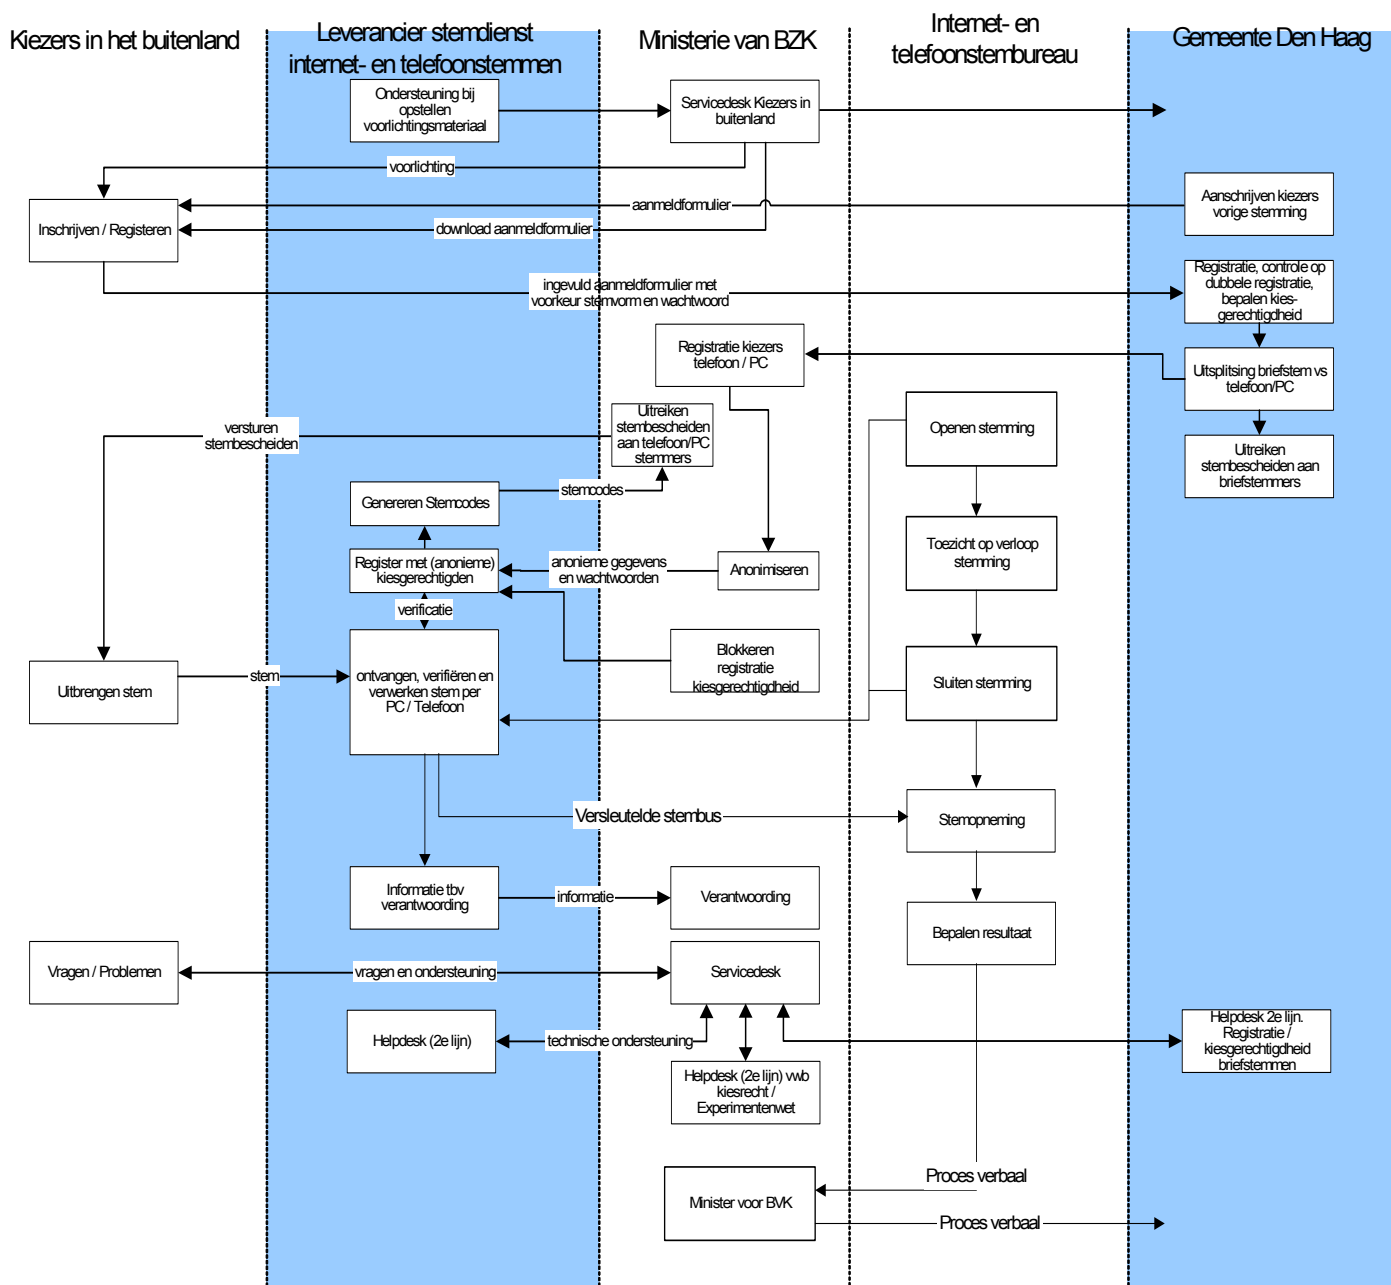 Kiezers in het buitenland
Leverancier stemdienst
internet- en telefoonstemmen
Ministerie van BZK
Internet- en
telefoonstembureau
Gemeente Den Haag
Ondersteuning bij
opstellen
voorlichtingsmateriaal
Servicedesk Kiezers in
buitenland
voorlichting
Aanschrijven kiezers
vorige stemming
aanmeldformulier
Inschrijven / Registeren
download aanmeldformulier
Registratie, controle op
dubbele registratie,
bepalen kies-
gerechtigdheid
ingevuld aanmeldformulier met
voorkeur stemvorm en wachtwoord
Registratie kiezers
telefoon / PC
Uitsplitsing briefstem vs
telefoon/PC
Uitreiken
stembescheiden
aan telefoon/PC
stemmers
versturen
stembescheiden
Openen stemming
Uitreiken
stembescheiden aan
briefstemmers
stemcodes
Genereren Stemcodes
Toezicht op verloop
stemming
Register met (anonieme)
kiesgerechtigden
anonieme gegevens
en wachtwoorden
Anonimiseren
verificatie
Blokkeren
registratie
kiesgerechtigdheid
Uitbrengen stem
stem
ontvangen, verifiëren en
verwerken stem per
PC / Telefoon
Sluiten stemming
Versleutelde stembus
Stemopneming
Informatie tbv
verantwoording
informatie
Verantwoording
Bepalen resultaat
Vragen / Problemen
vragen en ondersteuning
Servicedesk
Helpdesk (2e lijn)
technische ondersteuning
Helpdesk 2e lijn.
Registratie /
kiesgerechtigdheid
briefstemmen
Helpdesk (2e lijn) vwb
kiesrecht /
Experimentenwet
Proces verbaal
Minister voor BVK
Proces verbaal